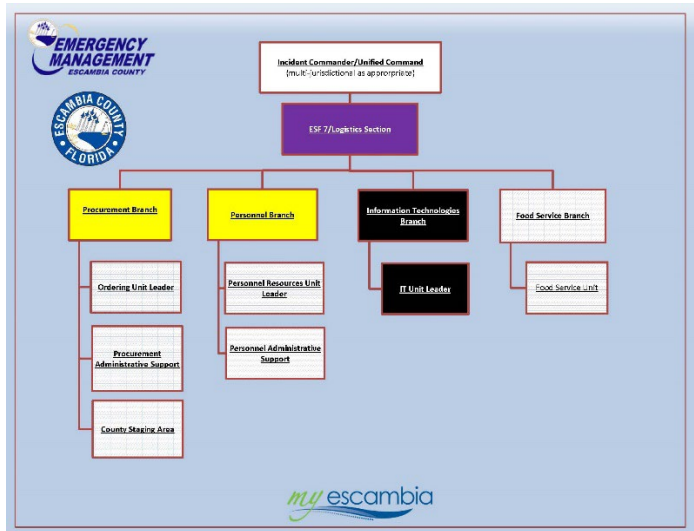 EMERGENCY
MANAGEMENT
ESCAMBIA COUNTY
ESCAMBIA COUNTY
FLORIDA
Incident Commander/Unified Command
(multi-jurisdictional as appropriate)
ESF 7/Logistics Section
Procurement Branch
Personnel Branch
Information Technologies
Branch
Food Service Branch
Ordering Unit Leader
Personnel Resources Unit
Leader
IT Unit Leader
Food Service Unit
Procurement
Administrative Support
Personnel Administrative
Support
County Staging Area
my escambia